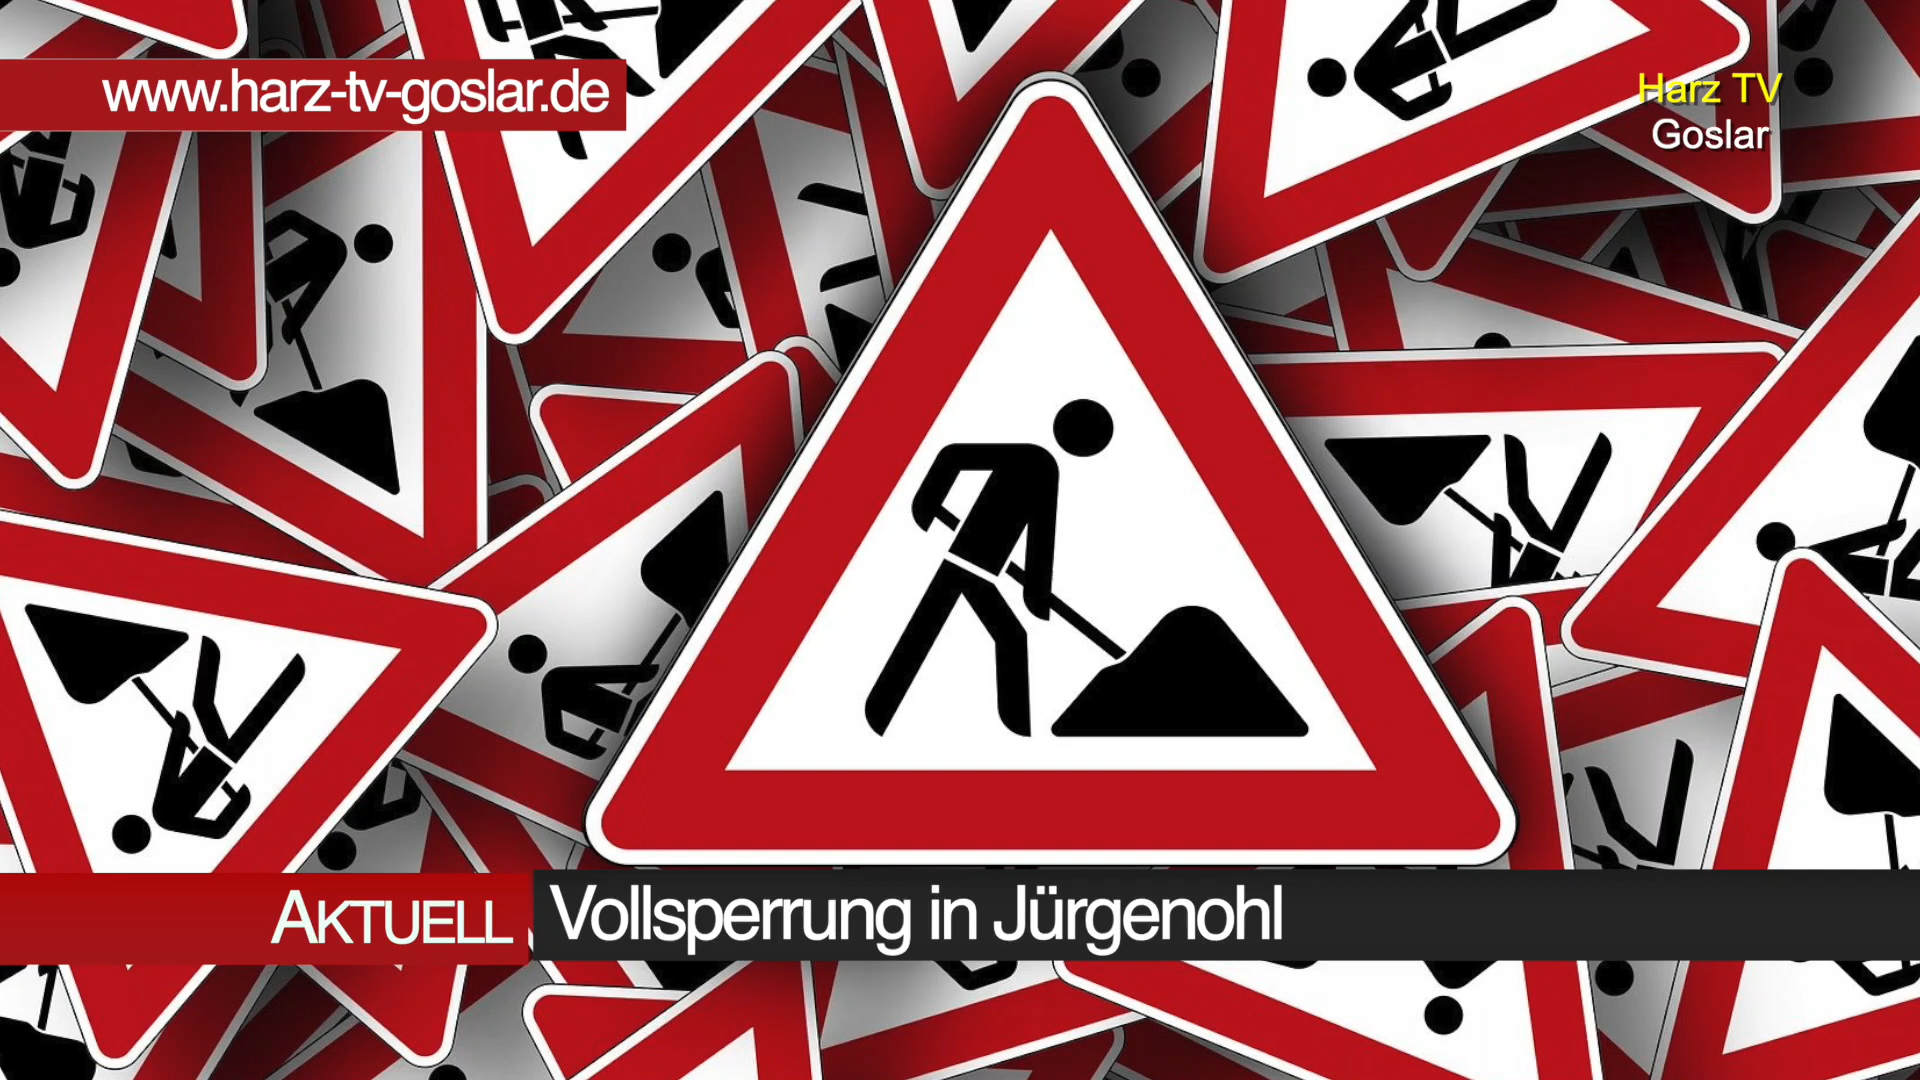 www.harz-tv-goslar.de
Harz TV
Goslar
AKTUELL
Vollsperrung in Jürgenohl